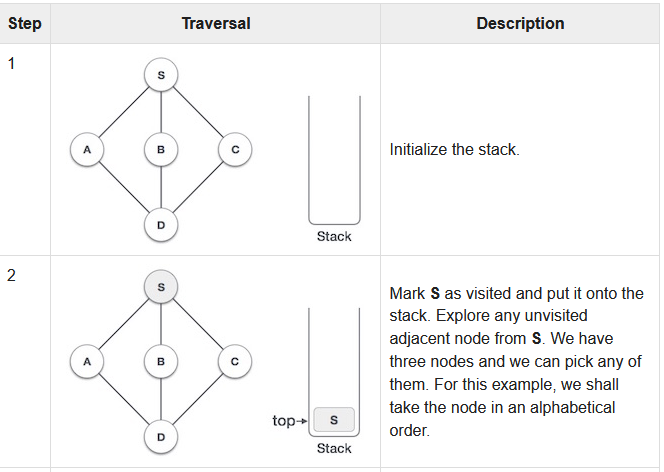 Step Traversal Description
1
S
A B C
D
Stack
Initialize the stack.
2
S
A B C
D
top S
Stack
Mark S as visited and put it onto the
stack. Explore any unvisited
adjacent node from S. We have
three nodes and we can pick any of
them. For this example, we shall
take the node in an alphabetical
order.